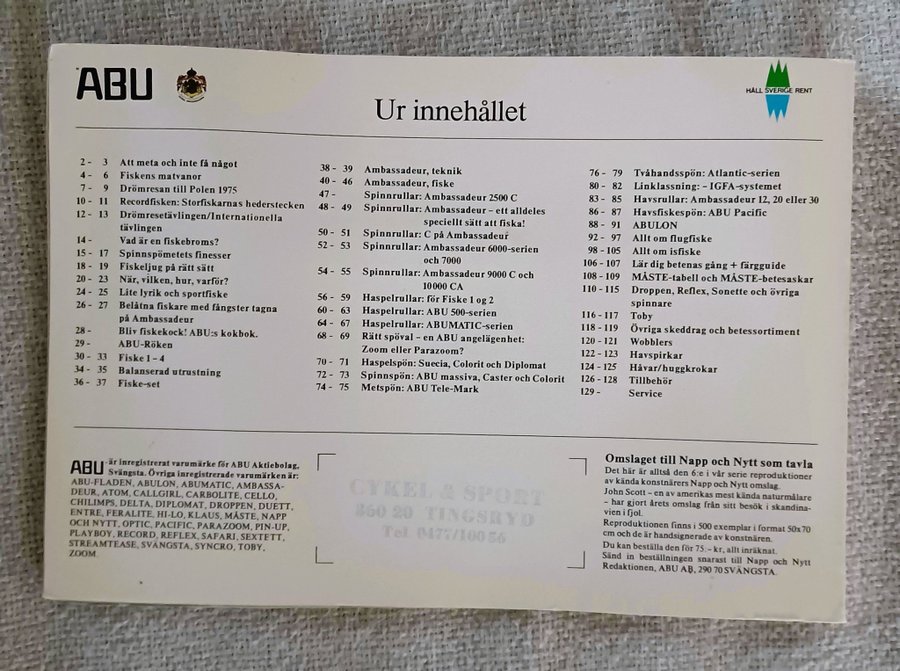 ABU
HÅLL SVERIGE RENT
Ur innehållet
2 - 3 Att meta och inte få något
4 - 6 Fiskens matvanor
7 - 9 Drömresan till Polen 1975
10 - 11 Recordfisken: Storfiskarnas hederstecken
12 - 13 Drömresetävlingen/Internationella
tävlingen
14 - Vad är en fiskebroms?
15 - 17 Spinnspömetets finesser
18 - 19 Fiskeljug på rätt sätt
20 - 23 När, vilken, hur, varför?
24 - 25 Lite lyrik och sportfiske
26 - 27 Belåtna fiskare med fångster tagna
på Ambassadeur
28 - Bliv fiskekock! ABU:s kokbok.
29 - ABU-Röken
30 - 33 Fiske 1 – 4
34 - 35 Balanserad utrustning
36 - 37 Fiske-set
38 - 39 Ambassadeur, teknik
40 - 46 Ambassadeur, fiske
47 - Spinnrullar: Ambassadeur 2500 C
48 - 49 Spinnrullar: Ambassadeur – ett alldeles
speciellt sätt att fiska!
50 - 51 Spinnrullar: C på Ambassadeur
52 - 53 Spinnrullar: Ambassadeur 6000-serien
och 7000
54 - 55 Spinnrullar: Ambassadeur 9000 C och
10000 CA
56 - 59 Haspelrullar: för Fiske 1 og 2
60 - 63 Haspelrullar: ABU 500-serien
64 - 67 Haspelrullar: ABUMATIC-serien
68 - 69 Rätt spöval – en ABU angelägenhet:
Zoom eller Parazoom?
70 - 71 Haspelspön: Suecia, Colorit och Diplomat
72 - 73 Spinnspön: ABU massiva, Caster och Colorit
74 - 75 Metspön: ABU Tele-Mark
76 - 79 Tvåhandsspön: Atlantic-serien
80 - 82 Linklassning: – IGFA-systemet
83 - 85 Havsrullar: Ambassadeur 12, 20 eller 30
86 - 87 Havsfiskespön: ABU Pacific
88 - 91 ABULON
92 - 97 Allt om flugfiske
98 - 105 Allt om isfiske
106 - 107 Lär dig betenas gång + färgguide
108 - 109 MÅSTE-tabell och MÅSTE-betesaskar
110 - 115 Droppen, Reflex, Sonette och övriga
spinnare
116 - 117 Toby
118 - 119 Övriga skeddrag och betessortiment
120 - 121 Wobblers
122 - 123 Havspirkar
124 - 125 Håvar/huggkrokar
126 - 128 Tillbehör
129 - Service
ABU är inregistrerat varumärke för ABU Aktiebolag,
Svängsta. Övriga inregistrerade varumärken är:
ABU-FLADEN, ABULON, ABUMATIC, AMBASSA-
DEUR, ATOM, CALLGIRL, CARBOLITE, CELLO,
CHILIMPS, DELTA, DIPLOMAT, DROPPEN, DUETT,
ENTRE, FERALITE, HI-LO, KLAUS, MÅSTE, NAPP
OCH NYTT, OPTIC, PACIFIC, PARAZOOM, PIN-UP,
PLAYBOY, RECORD, REFLEX, SAFARI, SEXTETT,
STREAMTEASE, SVÄNGSTA, SYNCRO, TOBY,
ZOOM.
CYKEL & SPORT
360 20 TINGSRYD
Tel. 0477/100 56
Omslaget till Napp och Nytt som tavla
Det här är alltså den 6:e i vår serie reproduktioner
av kända konstnärers Napp och Nytt omslag.
John Scott – en av amerikas mest kända naturmålare
– har gjort årets omslag från sitt besök i skandina-
vien i fjol.
Reproduktionen finns i 500 exemplar i format 50x70
cm och de är handsignerade av konstnären.
Du kan beställa den för 75:- kr, allt inräknat.
Sänd in beställningen snarast till Napp och Nytt
Redaktionen, ABU AB, 290 70 SVÄNGSTA.